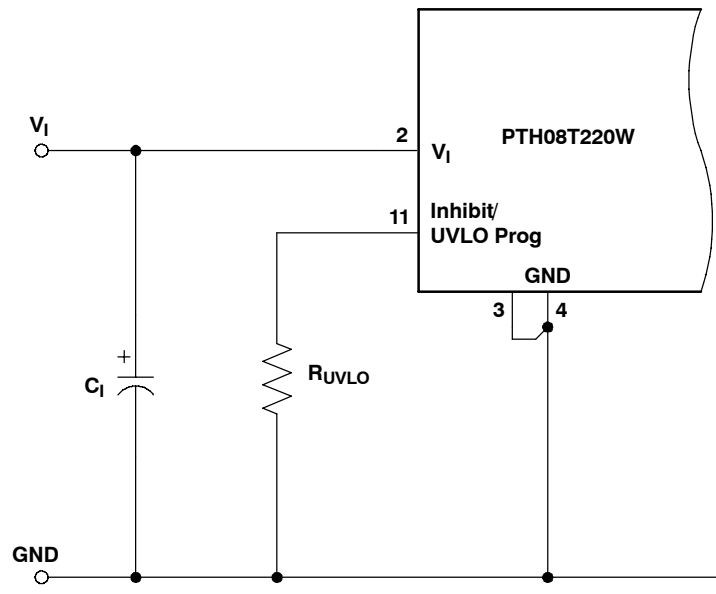 V_I
2
V_I
PTH08T220W
11
Inhibit/
UVLO Prog
GND
3
4
+
C_I
R_UVLO
GND